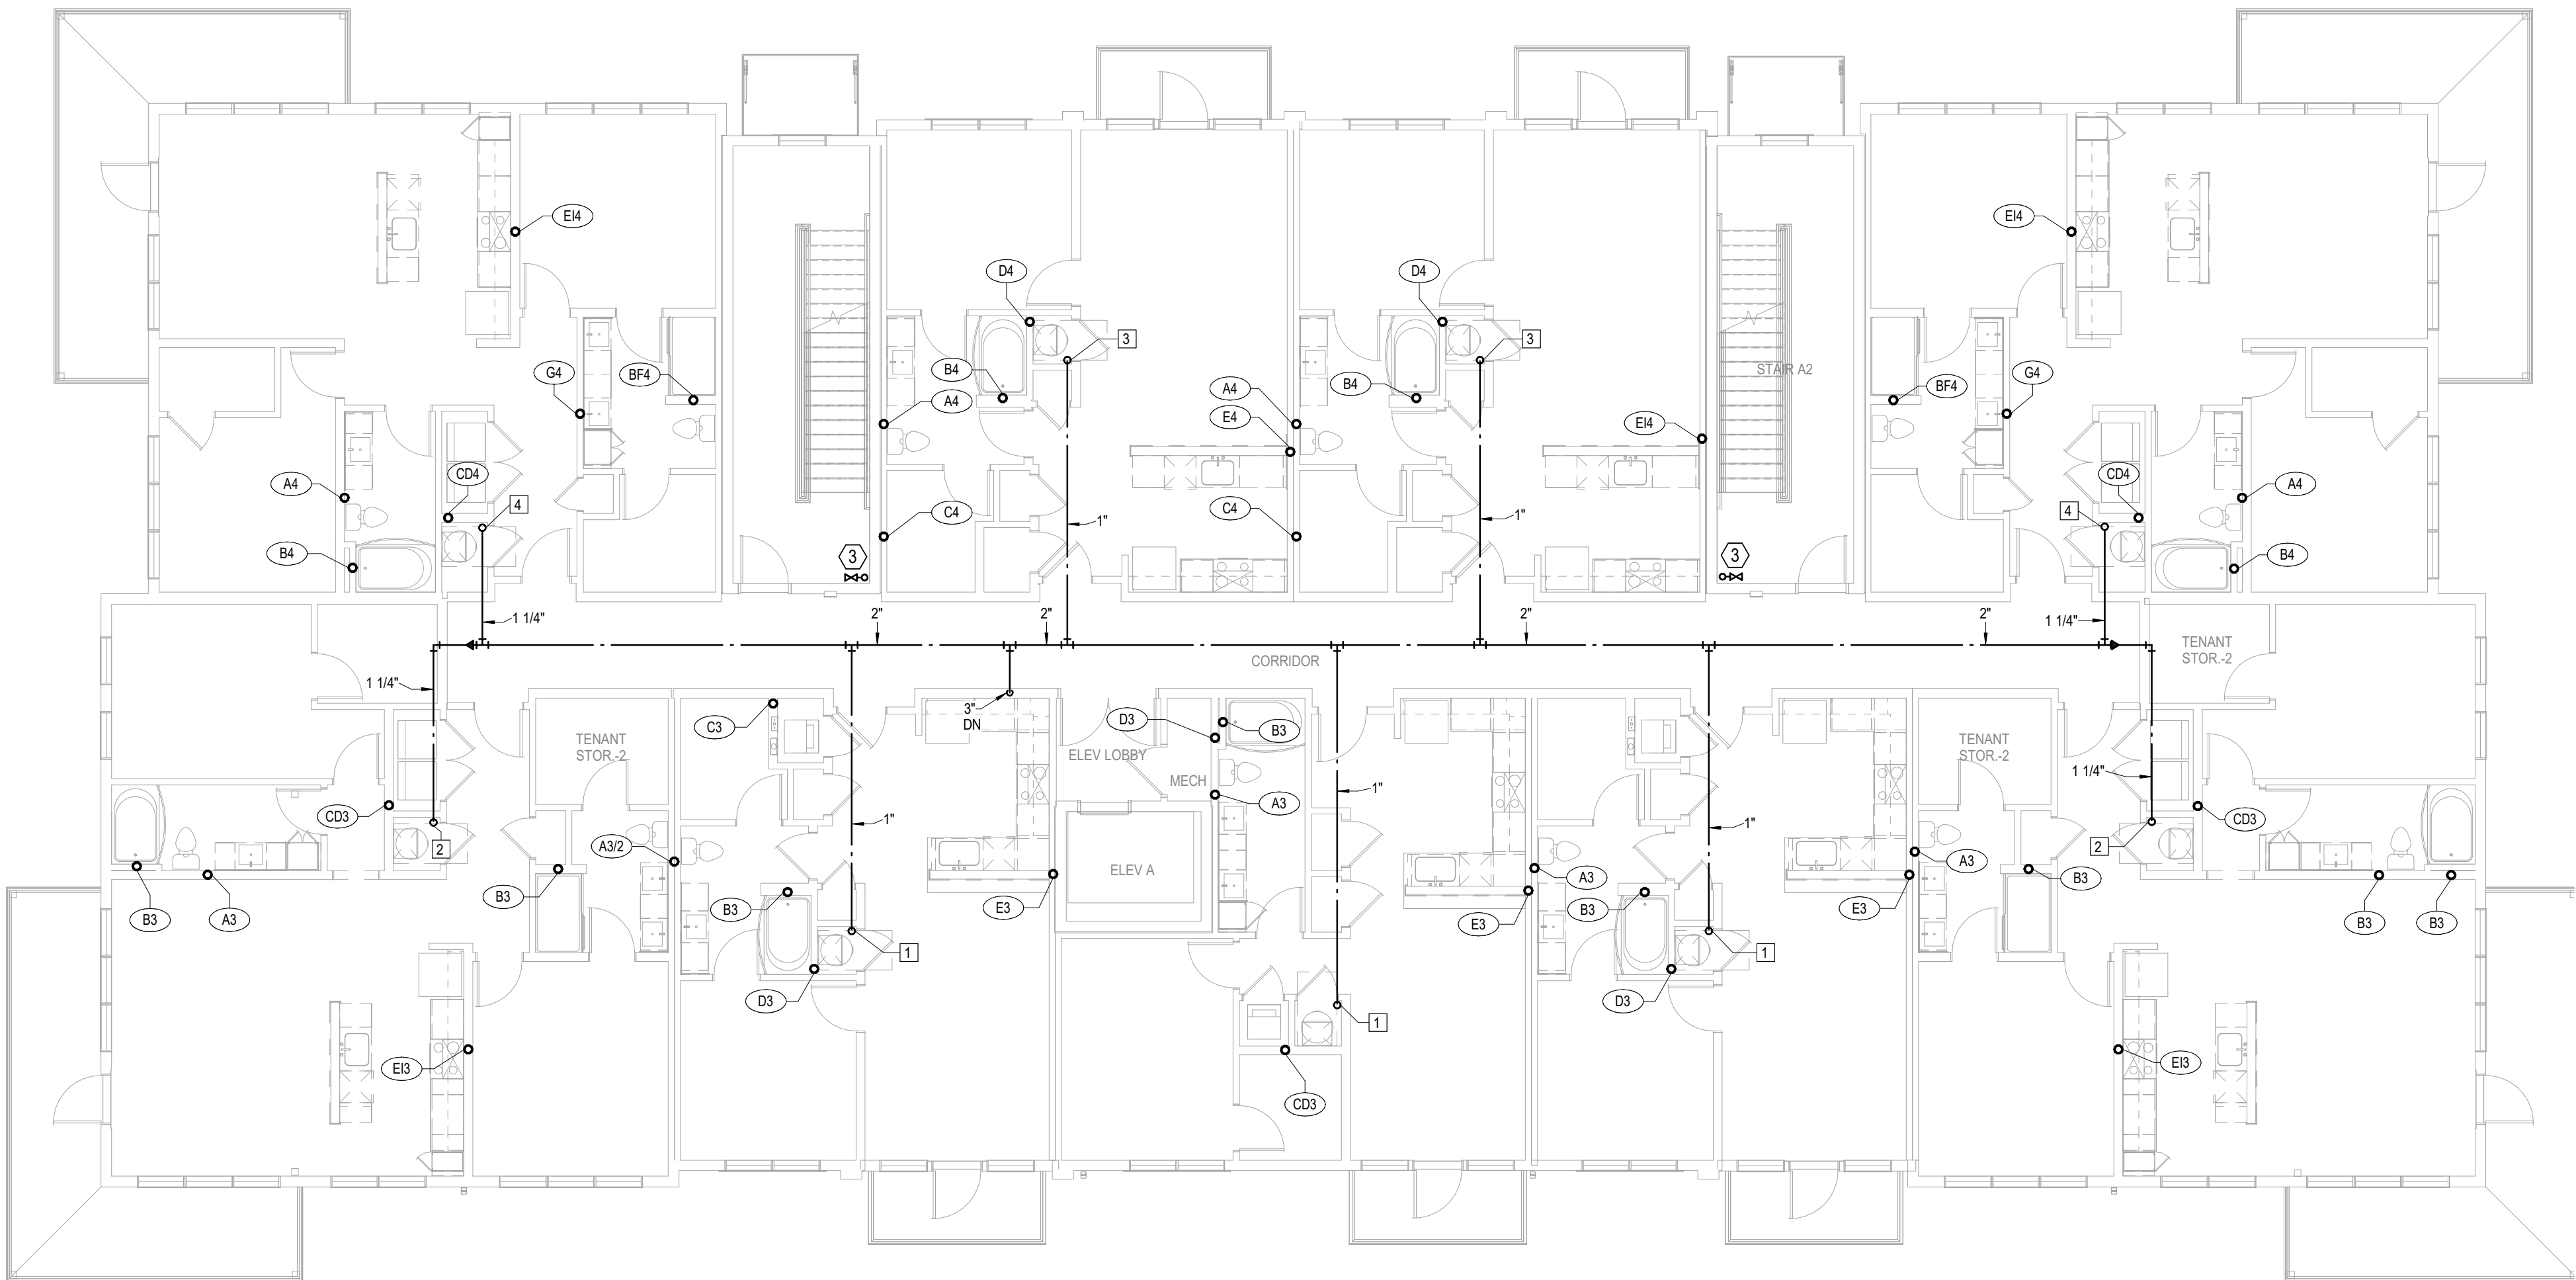 EI4
EI4
D4
D4
3
3
STAIR A2
G4
BF4
B4
B4
BF4
G4
A4
A4
E4
EI4
CD4
CD4
A4
A4
4
C4
C4
4
1"
1"
B4
3
3
B4
1 1/4"
2"
2"
2"
2"
1 1/4"
CORRIDOR
TENANT
STOR.-2
1 1/4"
3"
DN
C3
D3
B3
TENANT
STOR.-2
ELEV LOBBY
TENANT
STOR.-2
MECH
1 1/4"
1"
A3
CD3
CD3
1"
1"
2
A3/2
2
A3
A3
ELEV A
B3
A3
B3
B3
E3
E3
B3
E3
B3
B3
B3
1
1
D3
D3
1
EI3
EI3
CD3